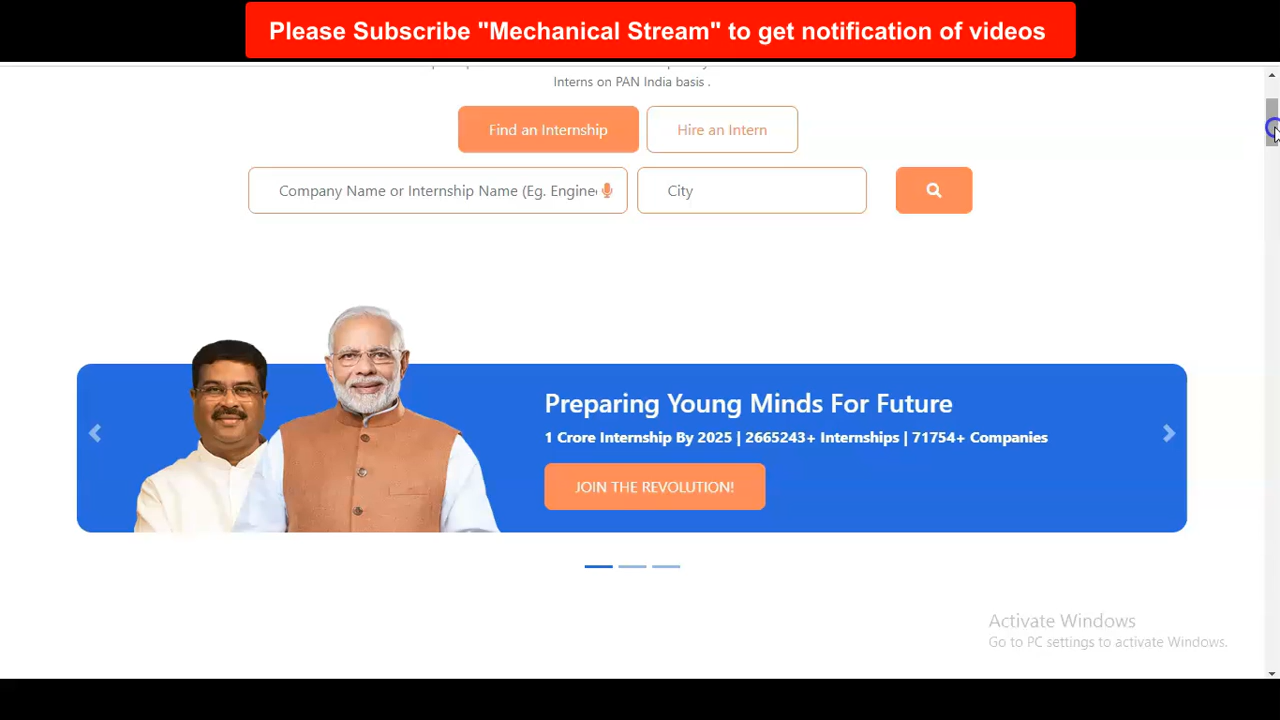 Please Subscribe "Mechanical Stream" to get notification of videos
Interns on PAN India basis .
Find an Internship
Hire an Intern
Company Name or Internship Name (Eg. Enginee
City
Preparing Young Minds For Future
1 Crore Internship By 2025 | 2665243+ Internships | 71754+ Companies
JOIN THE REVOLUTION!
Activate Windows
Go to PC settings to activate Windows.